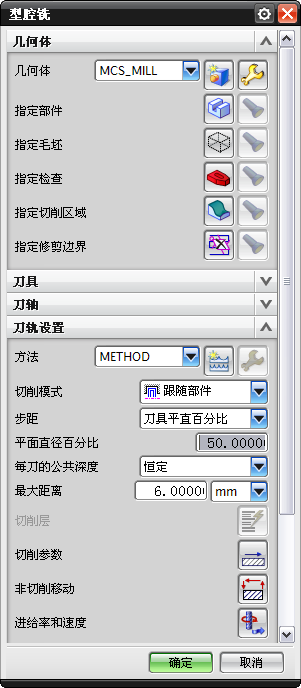 型腔铣
几何体
几何体 MCS_MILL
指定部件
指定毛坯
指定检查
指定切削区域
指定修剪边界
刀具
刀轴
刀轨设置
方法 METHOD
切削模式 跟随部件
步距 刀具平直百分比
平面直径百分比 50.0000
每刀的公共深度 恒定
最大距离 6.0000 mm
切削层
切削参数
非切削移动
进给率和速度
确定 取消